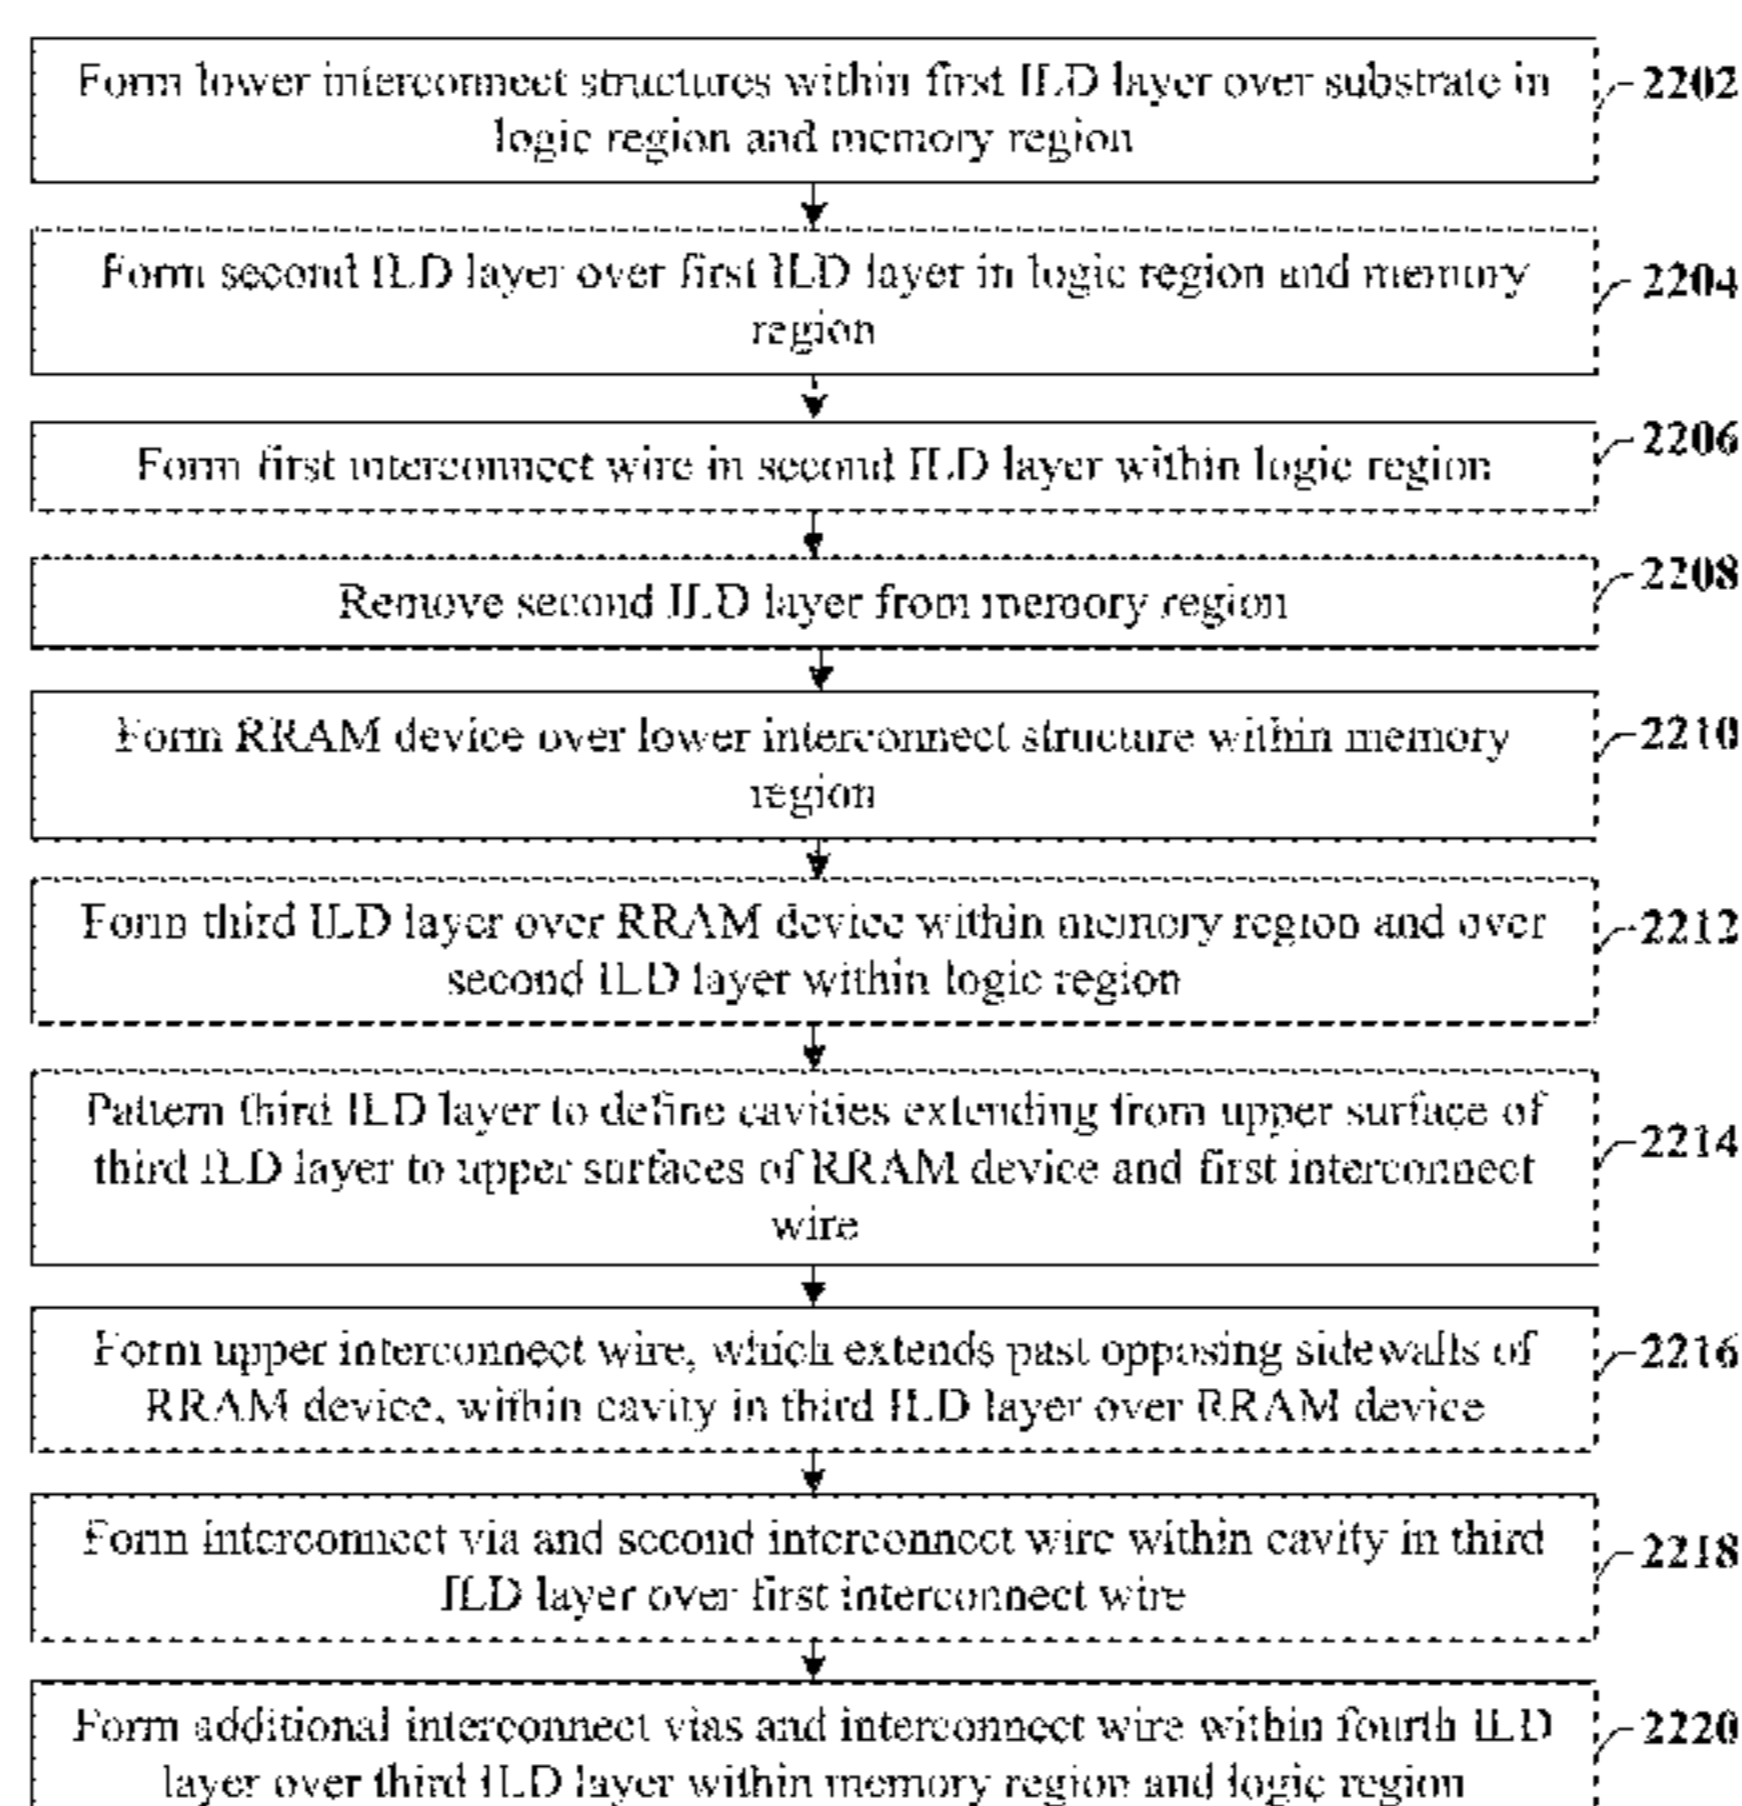 Form lower interconnect structures within first ILD layer over substrate in
logic region and memory region
2202
Form second ILD layer over first ILD layer in logic region and memory
region
2204
Form first interconnect wire in second ILD layer within logic region
2206
Remove second ILD layer from memory region
2208
Form RRAM device over lower interconnect structure within memory
region
2210
Form third ILD layer over RRAM device within memory region and over
second ILD layer within logic region
2212
Pattern third ILD layer to define cavities extending from upper surface of
third ILD layer to upper surfaces of RRAM device and first interconnect
wire
2214
Form upper interconnect wire, which extends past opposing sidewalls of
RRAM device, within cavity in third ILD layer over RRAM device
2216
Form interconnect via and second interconnect wire within cavity in third
ILD layer over first interconnect wire
2218
Form additional interconnect vias and interconnect wire within fourth ILD
layer over third ILD layer within memory region and logic region
2220